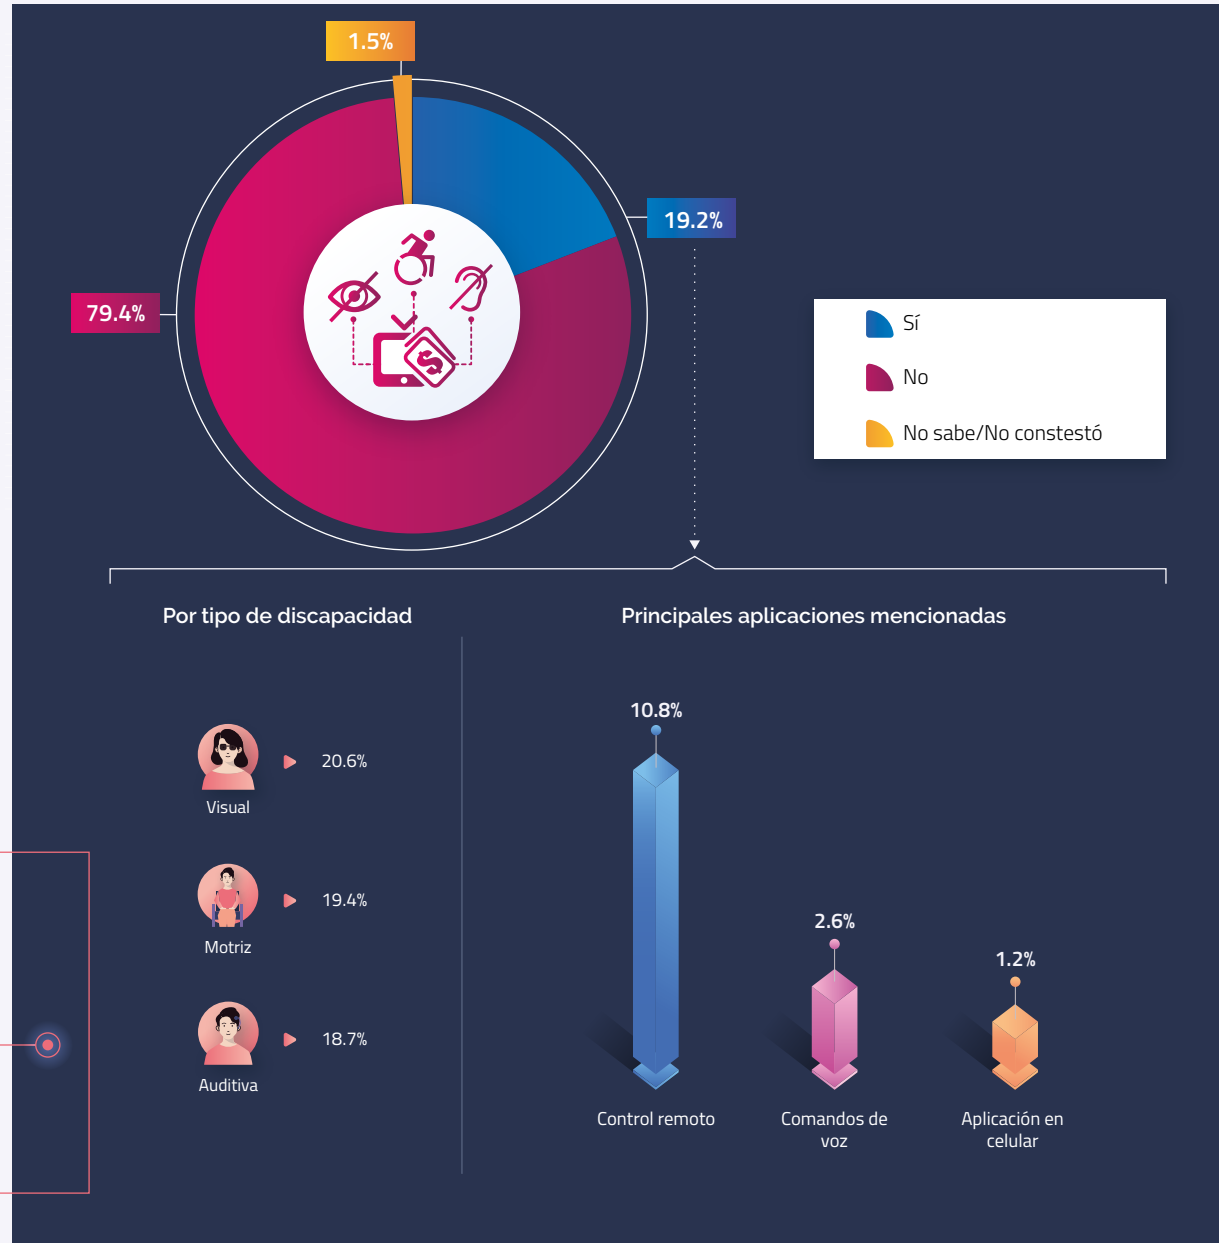 1.5%
19.2%
79.4%
$
Sí
No
No sabe/No constestó
Por tipo de discapacidad
20.6%
Visual
19.4%
Motriz
18.7%
Auditiva
Principales aplicaciones mencionadas
10.8%
2.6%
1.2%
Control remoto
Comandos de
voz
Aplicación en
celular